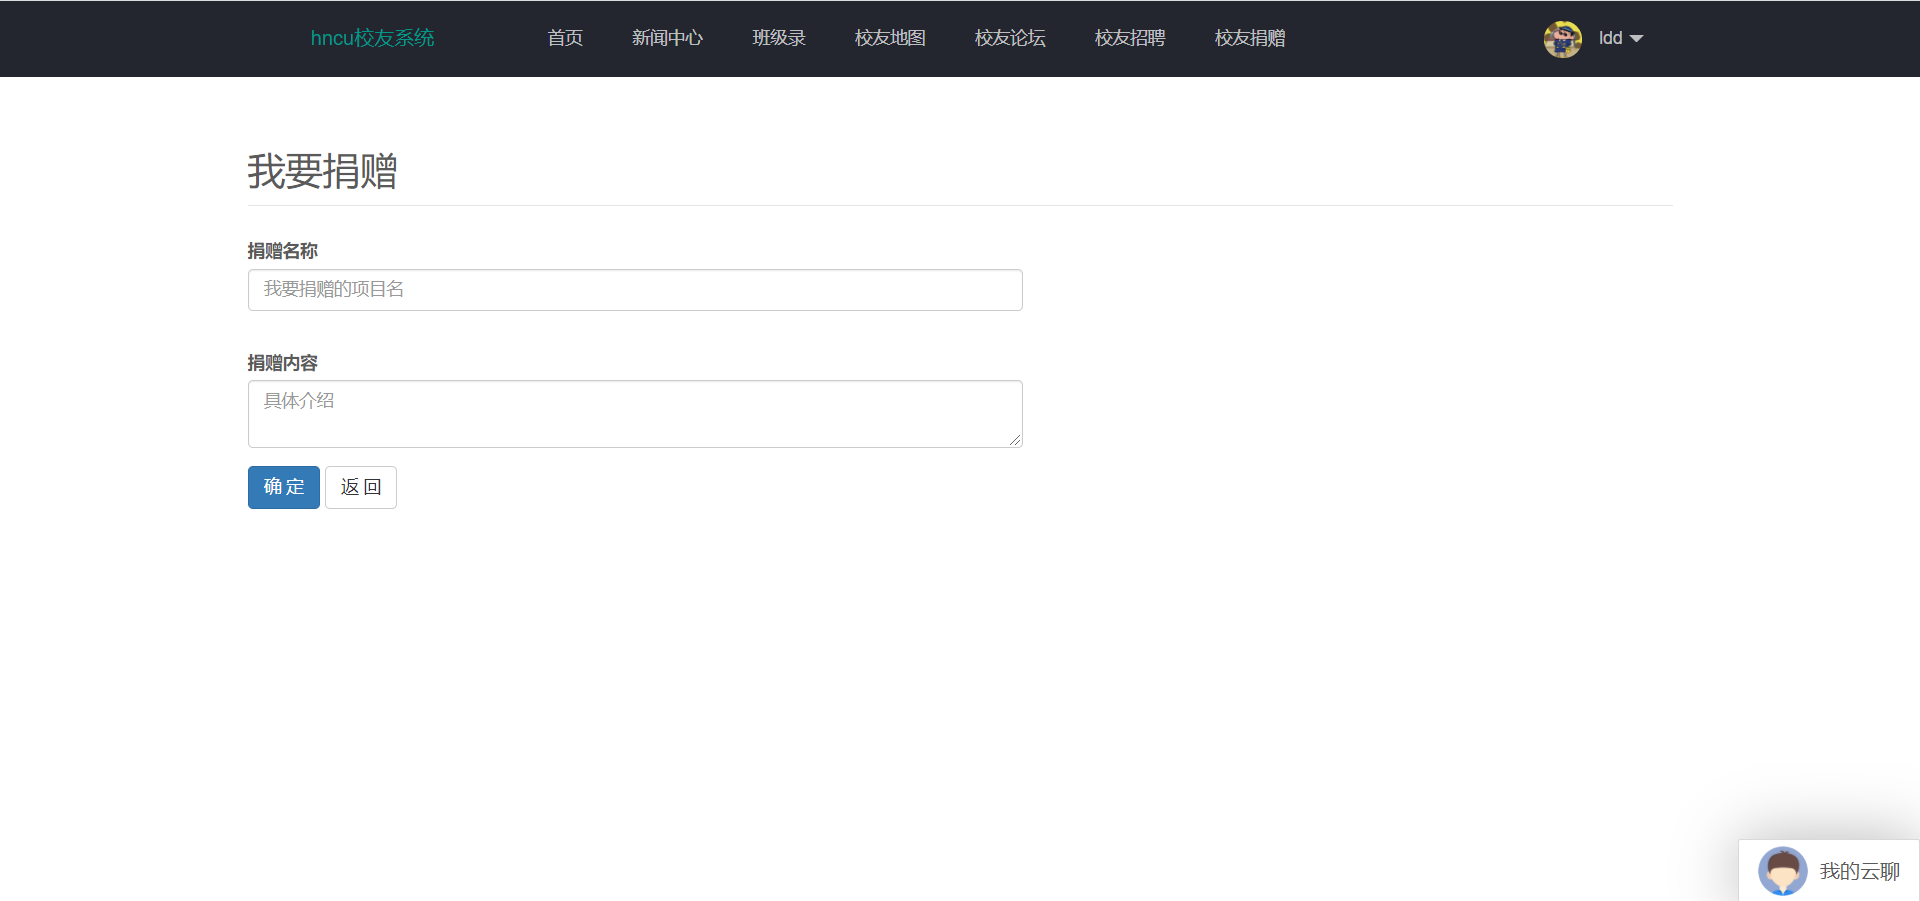 hncu校友系统 首页 新闻中心 班级录 校友地图 校友论坛 校友招聘 校友捐赠 ldd
我要捐赠
捐赠名称
我要捐赠的项目名
捐赠内容
具体介绍
确 定 返 回
我的云聊